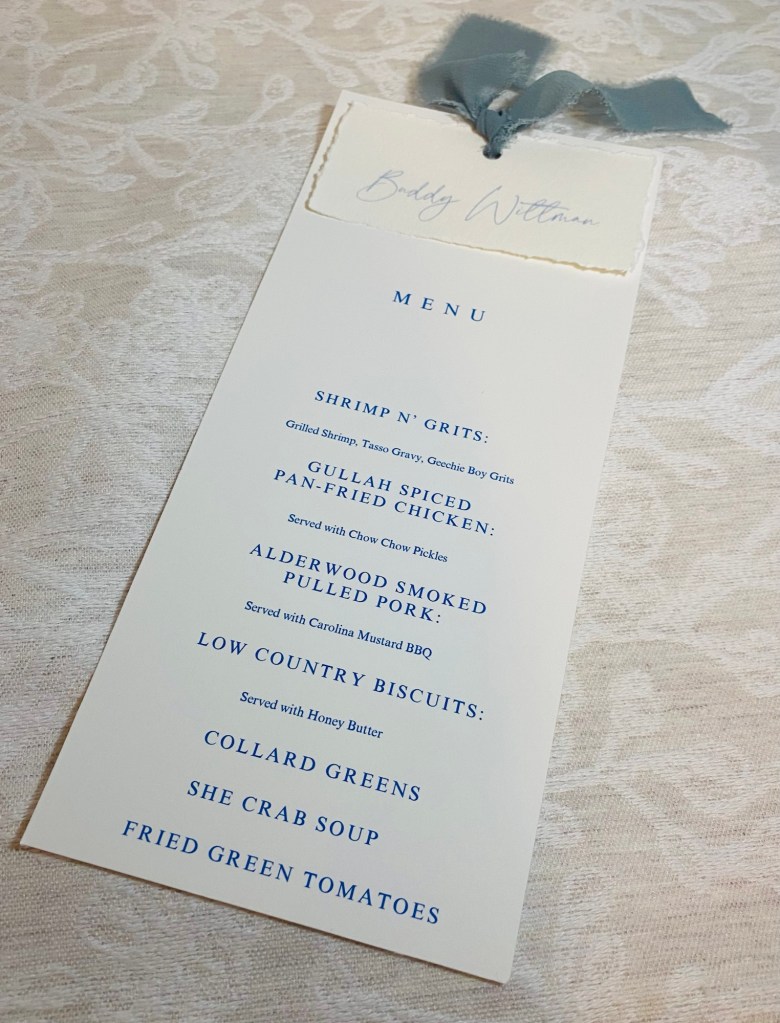 Buddy Wittman
MENU
SHRIMP N' GRITS:
Grilled Shrimp, Tasso Gravy, Geechie Boy Grits
GULLAH SPICED
PAN-FRIED CHICKEN:
Served with Chow Chow Pickles
ALDERWOOD SMOKED
PULLED PORK:
Served with Carolina Mustard BBQ
LOW COUNTRY BISCUITS:
Served with Honey Butter
COLLARD GREENS
SHE CRAB SOUP
FRIED GREEN TOMATOES